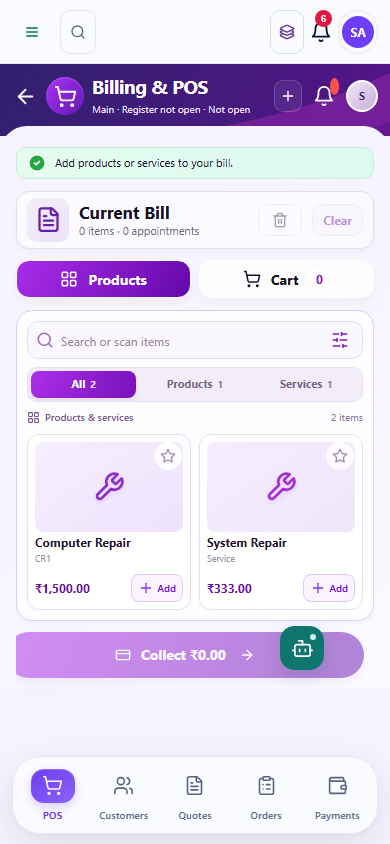 6
SA
Billing & POS
Main · Register not open · Not open
S
Add products or services to your bill.
Current Bill
0 items · 0 appointments
Clear
Products
Cart 0
Search or scan items
All 2
Products 1
Services 1
Products & services
2 items
Computer Repair
CR1
₹1,500.00
Add
System Repair
Service
₹333.00
Add
Collect ₹0.00
POS
Customers
Quotes
Orders
Payments